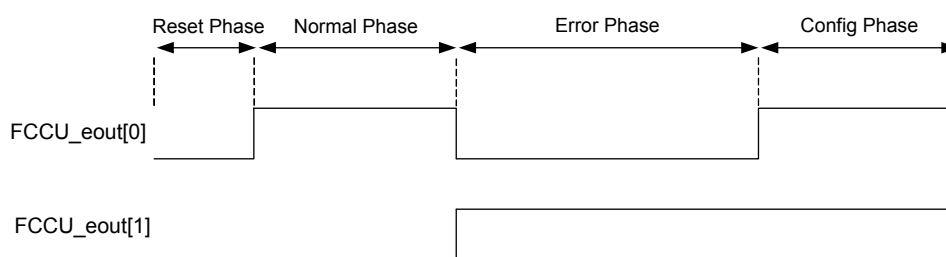 Reset Phase Normal Phase Error Phase Config Phase
FCCU_eout[0]
FCCU_eout[1]